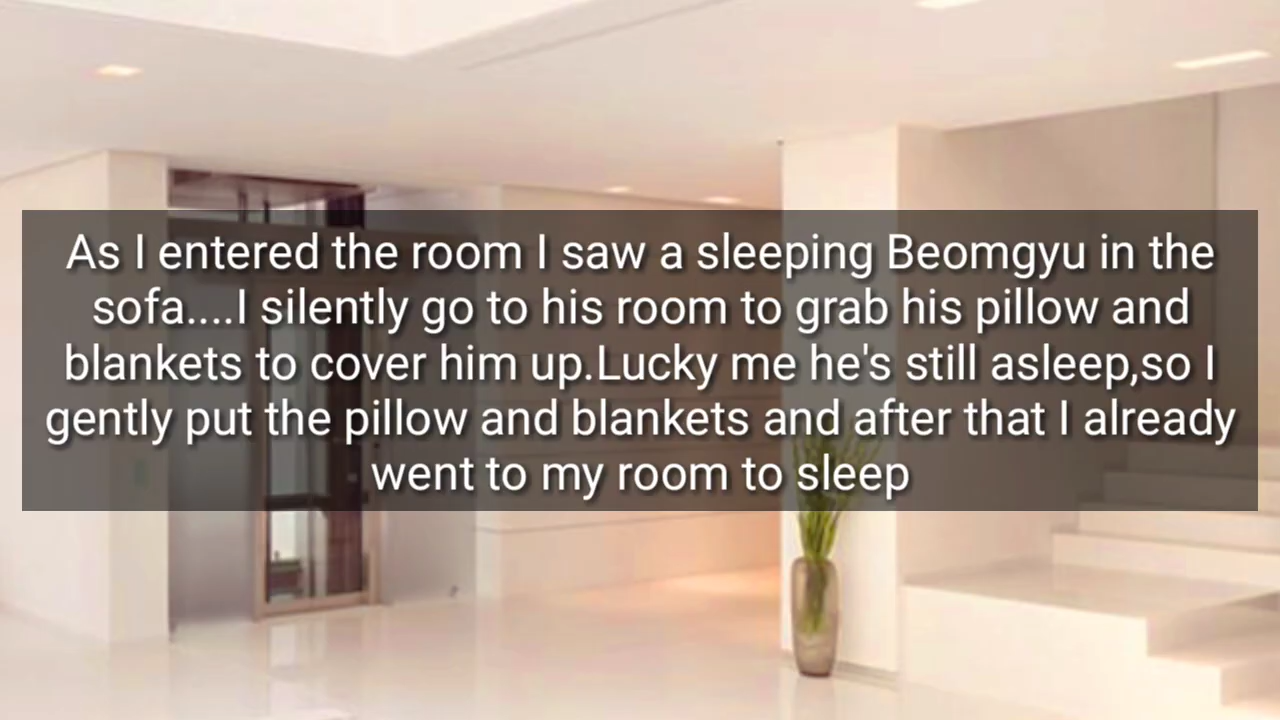 As I entered the room I saw a sleeping Beomgyu in the
sofa....I silently go to his room to grab his pillow and
blankets to cover him up.Lucky me he's still asleep,so I
gently put the pillow and blankets and after that I already
went to my room to sleep